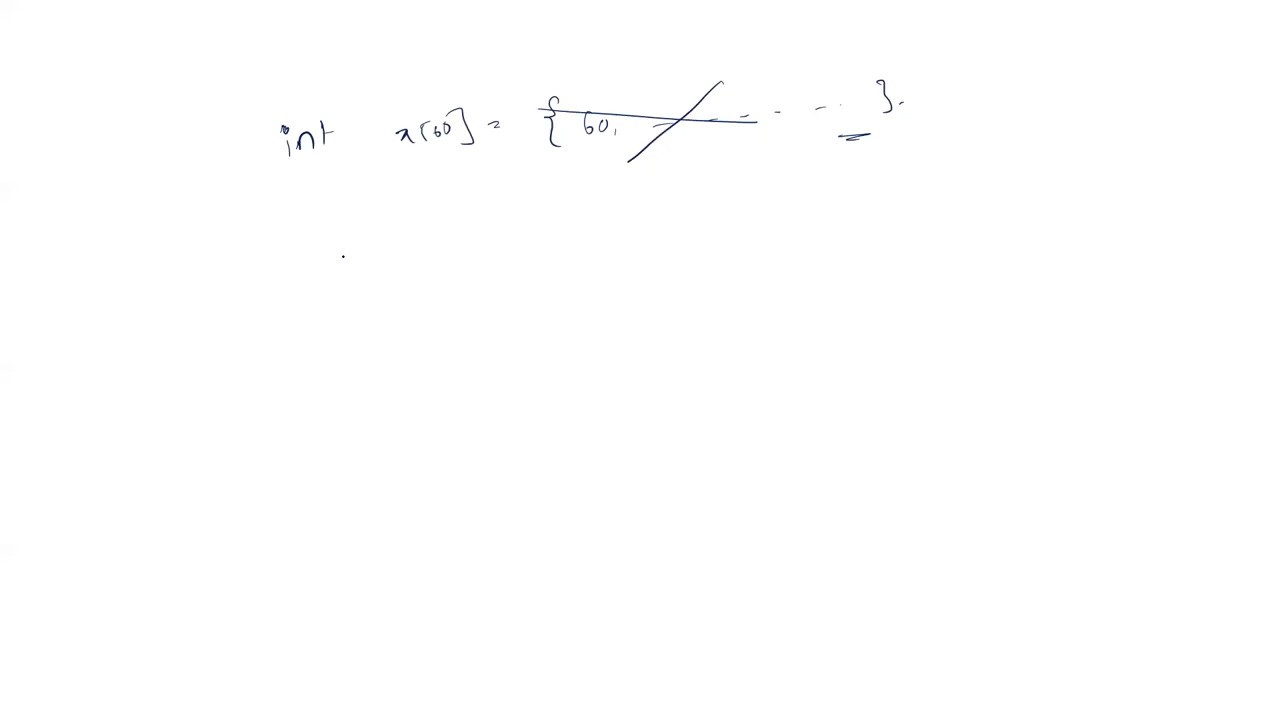 int x[60] = { 60, - - - - - }.